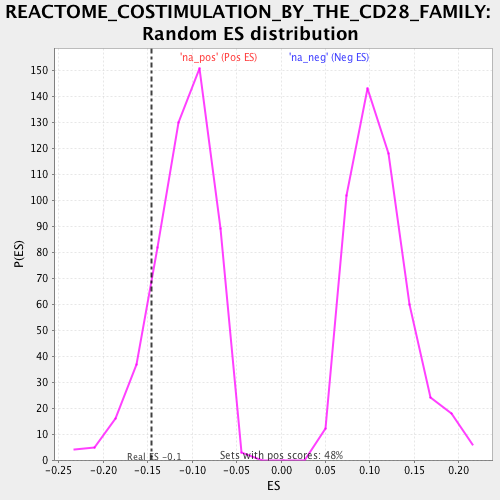 REACTOME_COSTIMULATION_BY_THE_CD28_FAMILY:
Random ES distribution
'na_pos' (Pos ES) 'na_neg' (Neg ES)
150
140
130
120
110
100
90
80
70
60
50
40
30
20
10
0
P(ES)
Real ES -0.1 Sets with pos scores: 48%
-0.25 -0.20 -0.15 -0.10 -0.05 0.00 0.05 0.10 0.15 0.20
ES